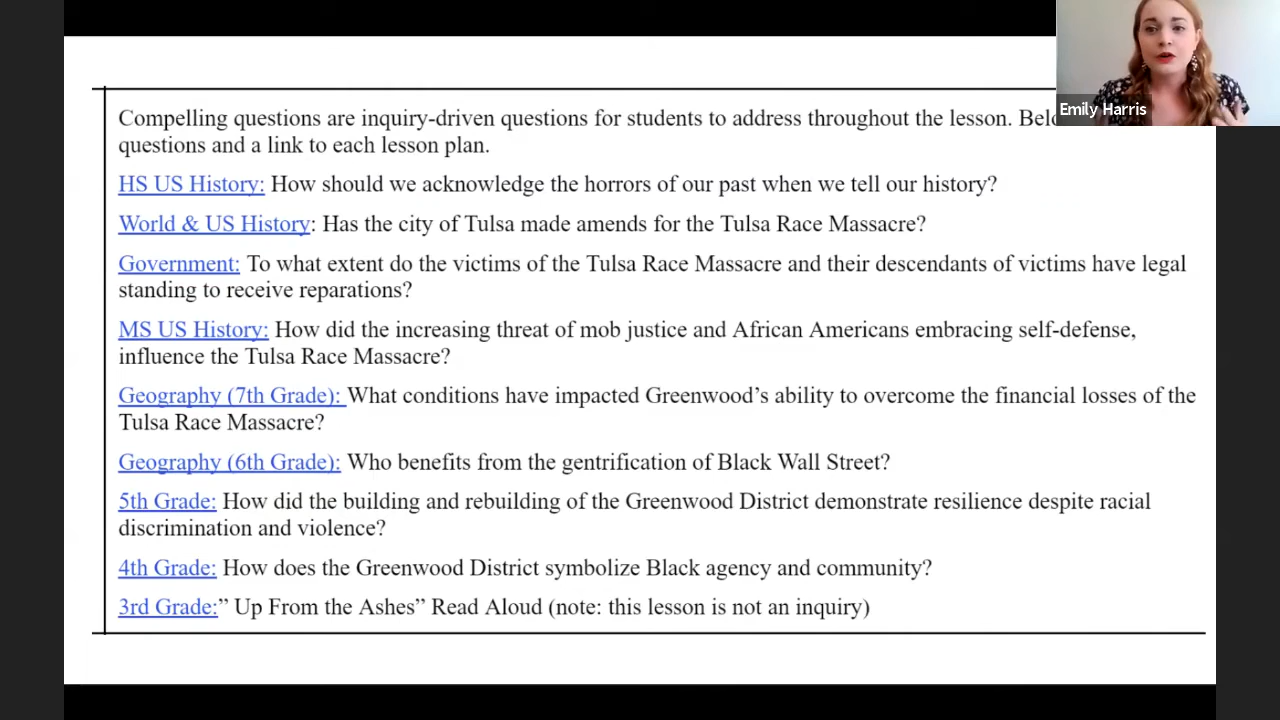 Compelling questions are inquiry-driven questions for students to address throughout the lesson.
questions and a link to each lesson plan.
HS US History: How should we acknowledge the horrors of our past when we tell our history?
World & US History: Has the city of Tulsa made amends for the Tulsa Race Massacre?
Government: To what extent do the victims of the Tulsa Race Massacre and their descendants of victims have legal
standing to receive reparations?
MS US History: How did the increasing threat of mob justice and African Americans embracing self-defense,
influence the Tulsa Race Massacre?
Geography (7th Grade): What conditions have impacted Greenwood’s ability to overcome the financial losses of the
Tulsa Race Massacre?
Geography (6th Grade): Who benefits from the gentrification of Black Wall Street?
5th Grade: How did the building and rebuilding of the Greenwood District demonstrate resilience despite racial
discrimination and violence?
4th Grade: How does the Greenwood District symbolize Black agency and community?
3rd Grade:” Up From the Ashes” Read Aloud (note: this lesson is not an inquiry)
Emily Harris